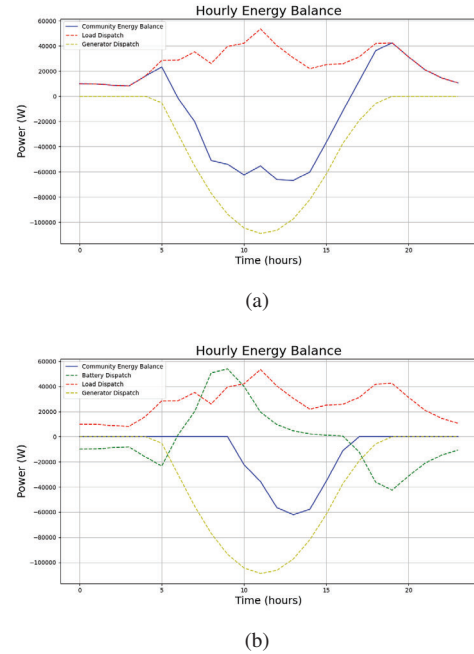 Hourly Energy Balance
60000
Community Energy Balance
Load Dispatch
Generator Dispatch
40000
20000
0
−20000
−40000
−60000
−80000
−100000
Power (W)
0
5
10
15
20
Time (hours)
(a)
Hourly Energy Balance
60000
Community Energy Balance
Battery Dispatch
Load Dispatch
Generator Dispatch
40000
20000
0
−20000
−40000
−60000
−80000
−100000
Power (W)
0
5
10
15
20
Time (hours)
(b)